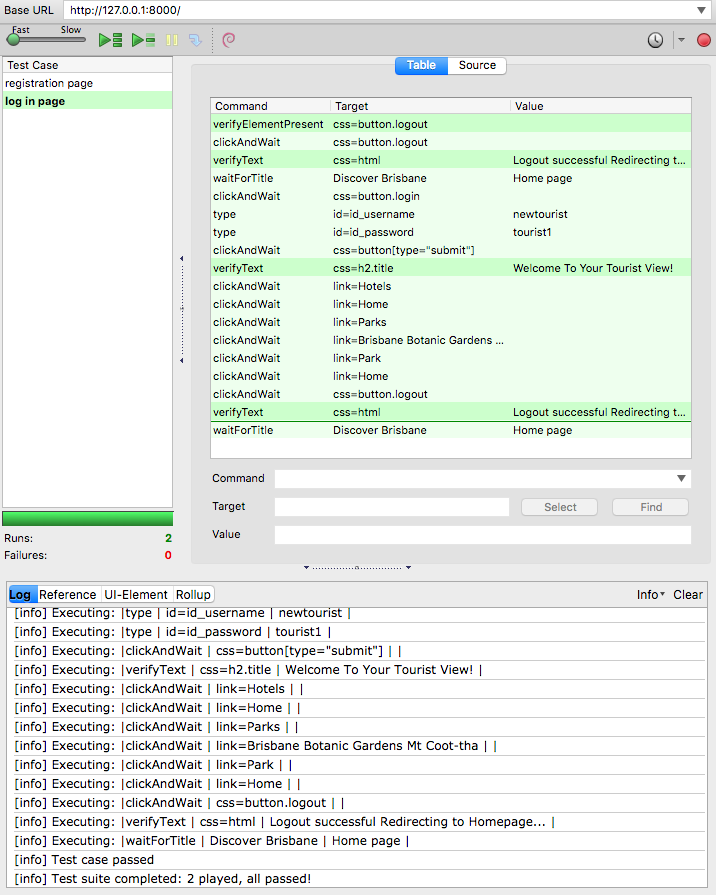 Base URL http://127.0.0.1:8000/
Fast Slow
Test Case
registration page
log in page
Runs: 2
Failures: 0
Table Source
Command Target Value
verifyElementPresent css=button.logout
clickAndWait css=button.logout
verifyText css=html Logout successful Redirecting t...
waitForTitle Discover Brisbane Home page
clickAndWait css=button.login
type id=id_username newtourist
type id=id_password tourist1
clickAndWait css=button[type="submit"]
verifyText css=h2.title Welcome To Your Tourist View!
clickAndWait link=Hotels
clickAndWait link=Home
clickAndWait link=Parks
clickAndWait link=Brisbane Botanic Gardens ...
clickAndWait link=Park
clickAndWait link=Home
clickAndWait css=button.logout
verifyText css=html Logout successful Redirecting t...
waitForTitle Discover Brisbane Home page
Command
Target Select Find
Value
Log Reference UI-Element Rollup Info Clear
[info] Executing: |type | id=id_username | newtourist |
[info] Executing: |type | id=id_password | tourist1 |
[info] Executing: |clickAndWait | css=button[type="submit"] | |
[info] Executing: |verifyText | css=h2.title | Welcome To Your Tourist View! |
[info] Executing: |clickAndWait | link=Hotels | |
[info] Executing: |clickAndWait | link=Home | |
[info] Executing: |clickAndWait | link=Parks | |
[info] Executing: |clickAndWait | link=Brisbane Botanic Gardens Mt Coot-tha | |
[info] Executing: |clickAndWait | link=Park | |
[info] Executing: |clickAndWait | link=Home | |
[info] Executing: |clickAndWait | css=button.logout | |
[info] Executing: |verifyText | css=html | Logout successful Redirecting to Homepage... |
[info] Executing: |waitForTitle | Discover Brisbane | Home page |
[info] Test case passed
[info] Test suite completed: 2 played, all passed!